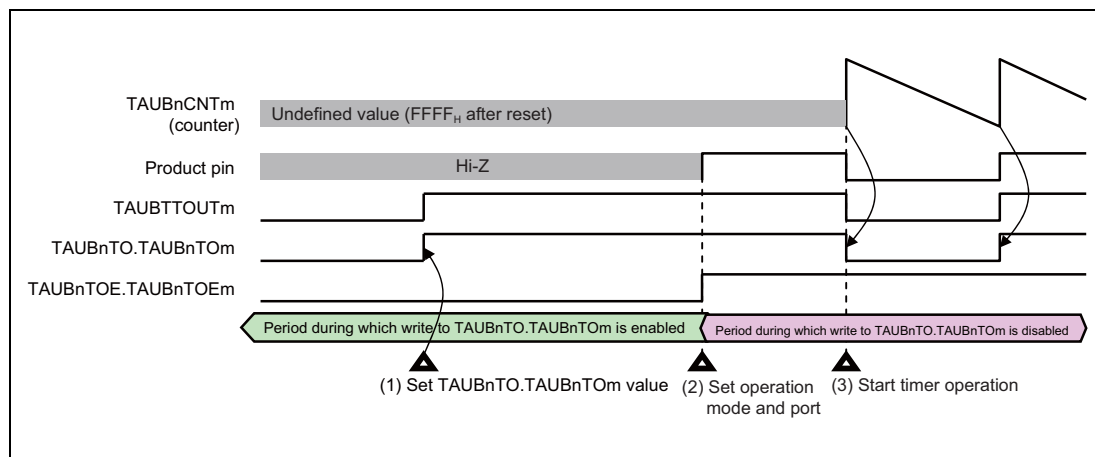 TAUBnCNTm
(counter)
Undefined value (FFFFH after reset)
Product pin
Hi-Z
TAUBTTOUTm
TAUBnTO.TAUBnTOm
TAUBnTOE.TAUBnTOEm
Period during which write to TAUBnTO.TAUBnTOm is enabled
Period during which write to TAUBnTO.TAUBnTOm is disabled
(1) Set TAUBnTO.TAUBnTOm value
(2) Set operation
mode and port
(3) Start timer operation